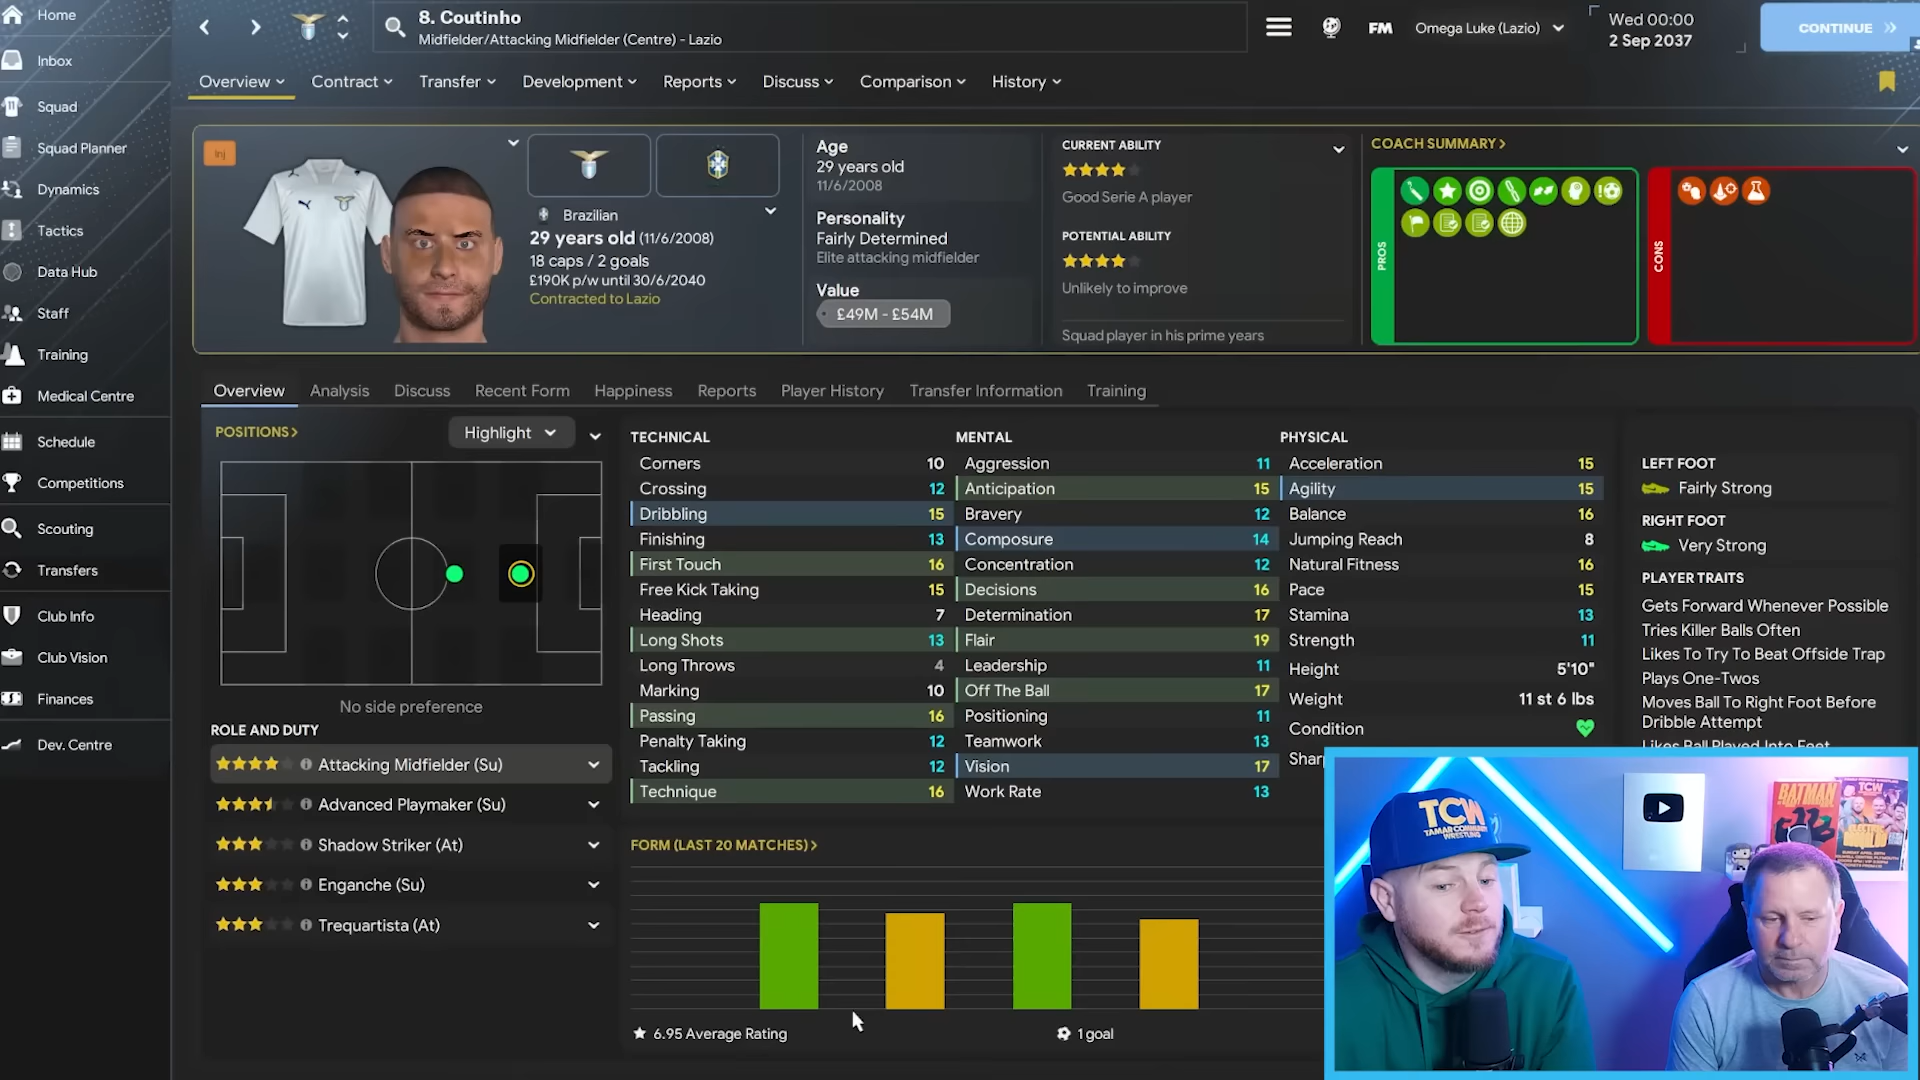 Home
Inbox
Squad
Squad Planner
Dynamics
Tactics
Data Hub
Staff
Training
Medical Centre
Schedule
Competitions
Scouting
Transfers
Club Info
Club Vision
Finances
Dev. Centre
8. Coutinho
Midfielder/Attacking Midfielder (Centre) - Lazio
FM
Omega Luke (Lazio)
Wed 00:00
2 Sep 2037
CONTINUE
Overview Contract Transfer Development Reports Discuss Comparison History
Inj
Brazilian
29 years old (11/6/2008)
18 caps / 2 goals
£190K p/w until 30/6/2040
Contracted to Lazio
Age
29 years old
11/6/2008
Personality
Fairly Determined
Elite attacking midfielder
Value
£49M - £54M
CURRENT ABILITY
Good Serie A player
POTENTIAL ABILITY
Unlikely to improve
Squad player in his prime years
COACH SUMMARY >
PROS
CONS
Overview Analysis Discuss Recent Form Happiness Reports Player History Transfer Information Training
POSITIONS >
Highlight
No side preference
ROLE AND DUTY
Attacking Midfielder (Su)
Advanced Playmaker (Su)
Shadow Striker (At)
Enganche (Su)
Trequartista (At)
TECHNICAL
Corners 10
Crossing 12
Dribbling 15
Finishing 13
First Touch 16
Free Kick Taking 15
Heading 7
Long Shots 13
Long Throws 4
Marking 10
Passing 16
Penalty Taking 12
Tackling 12
Technique 16
MENTAL
Aggression 11
Anticipation 15
Bravery 12
Composure 14
Concentration 12
Decisions 16
Determination 17
Flair 19
Leadership 11
Off The Ball 17
Positioning 11
Teamwork 13
Vision 17
Work Rate 13
PHYSICAL
Acceleration 15
Agility 15
Balance 16
Jumping Reach 8
Natural Fitness 16
Pace 15
Stamina 13
Strength 11
Height 5'10"
Weight 11 st 6 lbs
Condition
LEFT FOOT
Fairly Strong
RIGHT FOOT
Very Strong
PLAYER TRAITS
Gets Forward Whenever Possible
Tries Killer Balls Often
Likes To Try To Beat Offside Trap
Plays One-Twos
Moves Ball To Right Foot Before
Dribble Attempt
Likes Ball Played Into Feet
FORM (LAST 20 MATCHES) >
6.95 Average Rating
1 goal
TCW
TAMAR COMMUNITY
WRESTLING
BATMAN
TCW